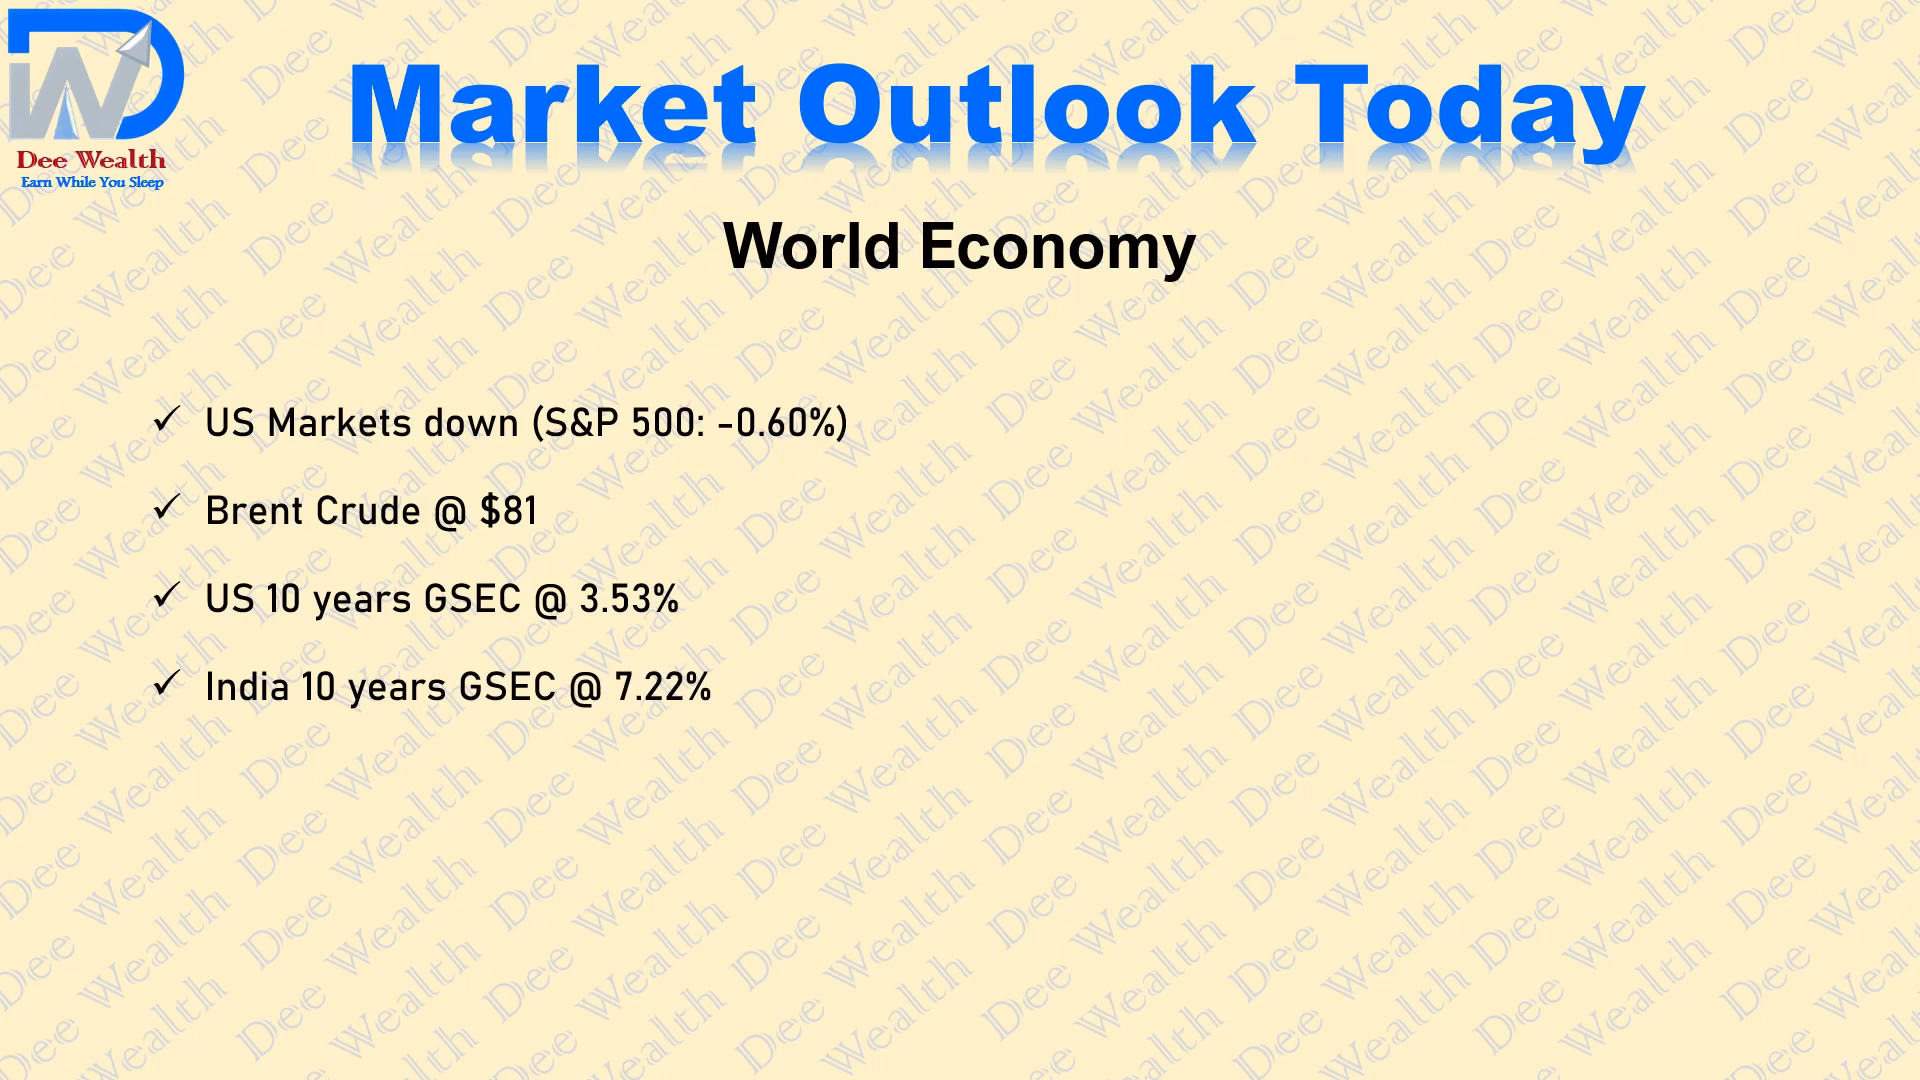 Dee Wealth
Earn While You Sleep
Market Outlook Today
World Economy
✓ US Markets down (S&P 500: -0.60%)
✓ Brent Crude @ $81
✓ US 10 years GSEC @ 3.53%
✓ India 10 years GSEC @ 7.22%